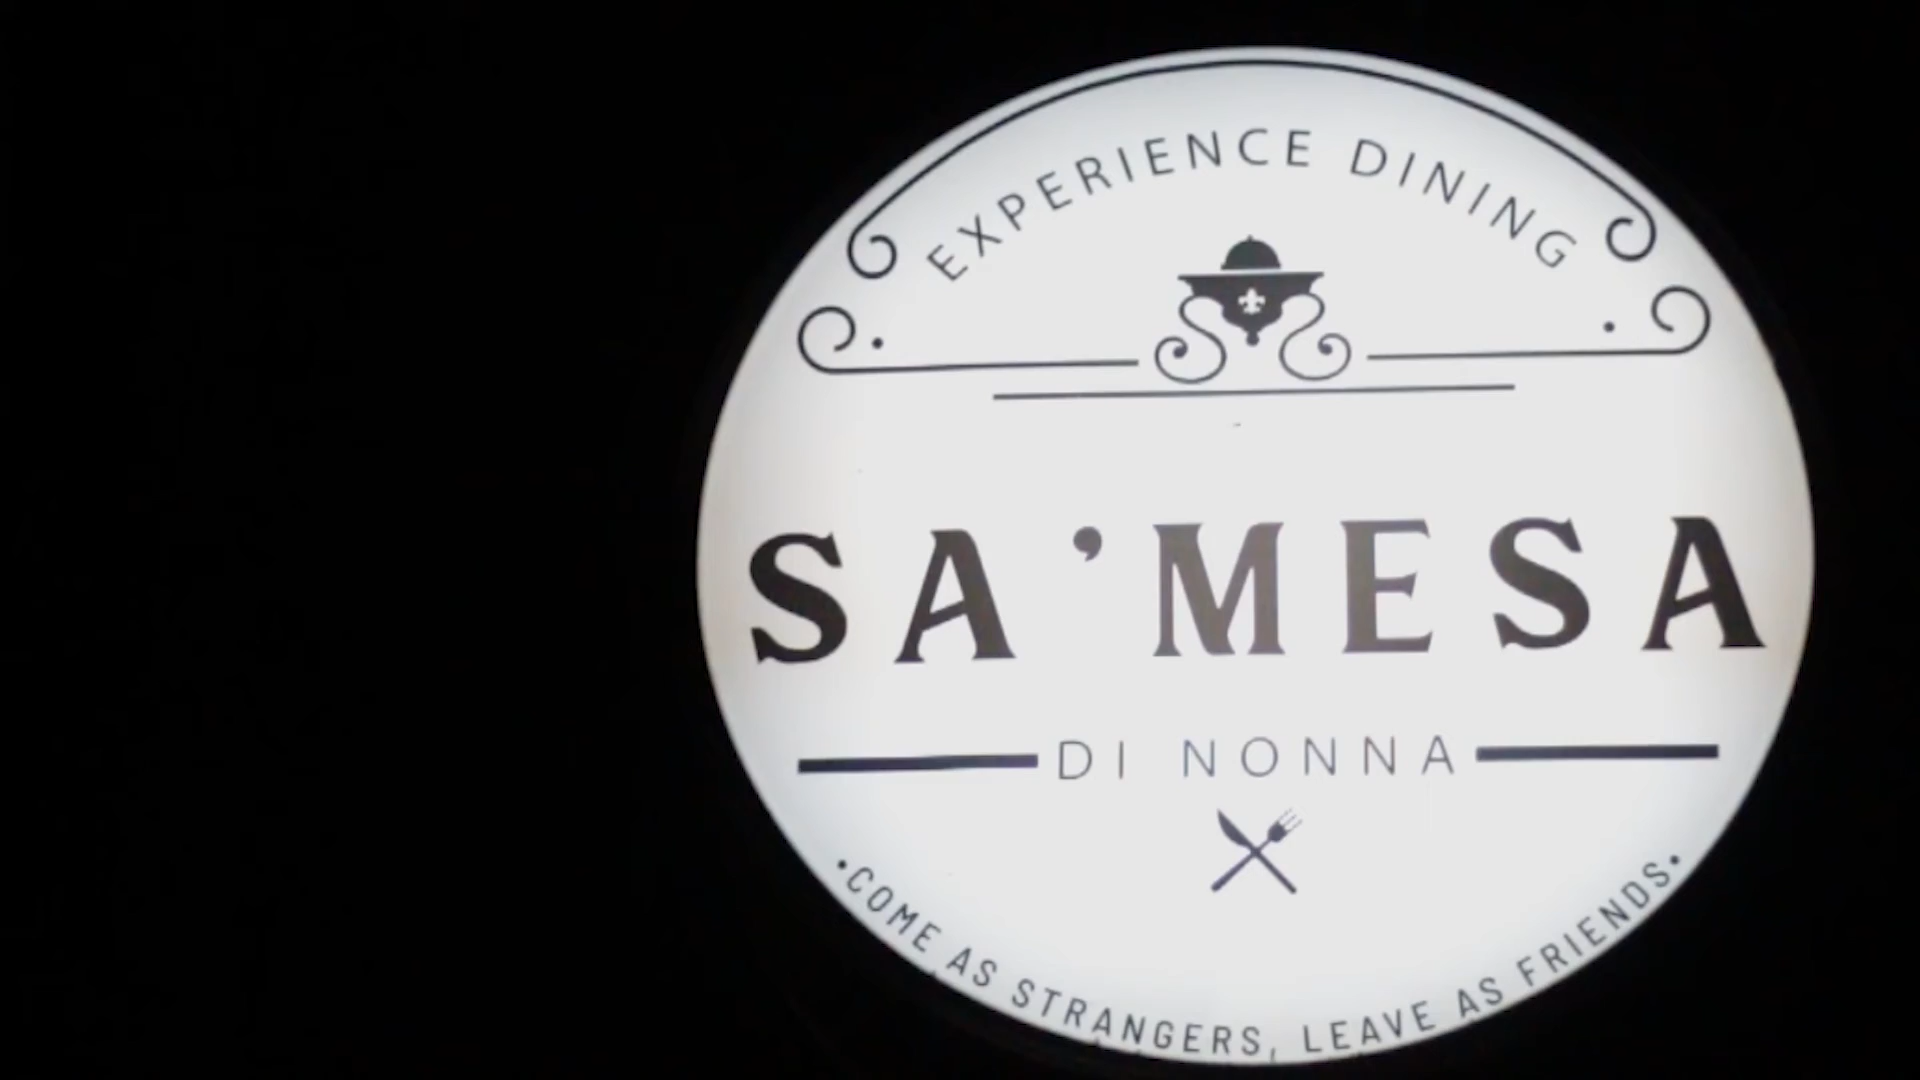 EXPERIENCE DINING
SA'MESA
DI NONNA
•COME AS STRANGERS, LEAVE AS FRIENDS•